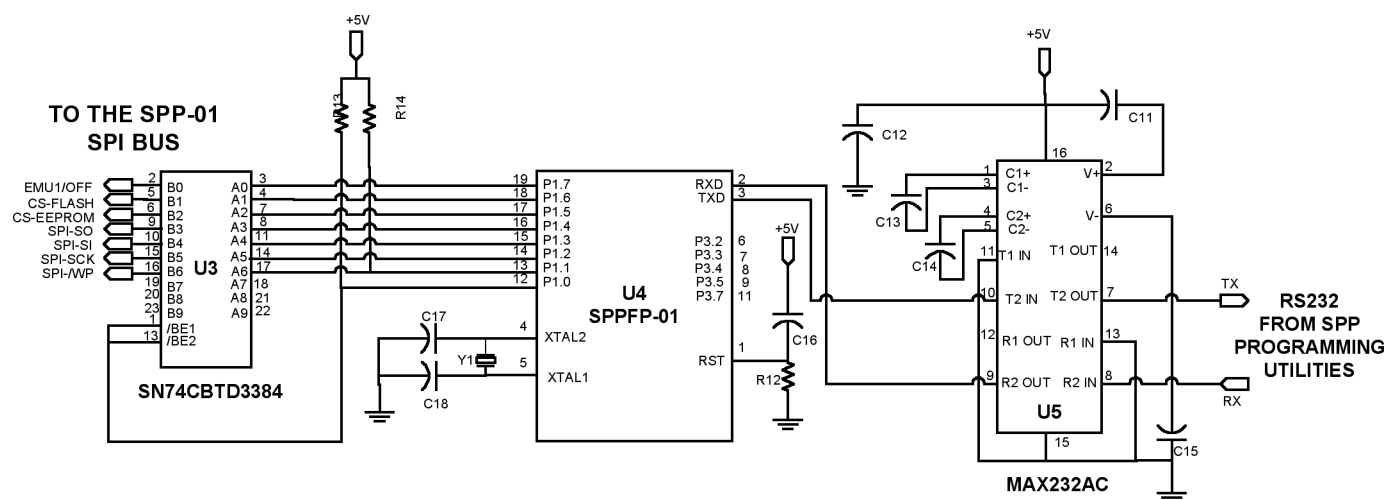 +5V
+5V
TO THE SPP-01
SPI BUS
R13
R14
C11
C12
EMU1/OFF
CS-FLASH
CS-EEPROM
SPI-SO
SPI-SI
SPI-SCK
SPI-/WP
2
5
6
9
10
15
16
19
20
23
1
13
B0
B1
B2
B3
B4
B5
B6
B7
B8
B9
/BE1
/BE2
U3
A0
A1
A2
A3
A4
A5
A6
A7
A8
A9
3
4
7
8
11
14
17
18
21
22
SN74CBTD3384
19
18
17
16
15
14
13
12
P1.7
P1.6
P1.5
P1.4
P1.3
P1.2
P1.1
P1.0
U4
SPPFP-01
RXD
TXD
2
3
P3.2
P3.3
P3.4
P3.5
P3.7
6
7
8
9
11
XTAL2
XTAL1
4
5
RST
1
C17
Y1
C18
+5V
C16
R12
16
1
3
4
5
11
10
12
9
C1+
C1-
C2+
C2-
T1 IN
T2 IN
R1 OUT
R2 OUT
V+
V-
T1 OUT
T2 OUT
R1 IN
R2 IN
2
6
14
7
13
8
C13
C14
U5
15
C15
MAX232AC
TX
RX
RS232
FROM SPP
PROGRAMMING
UTILITIES